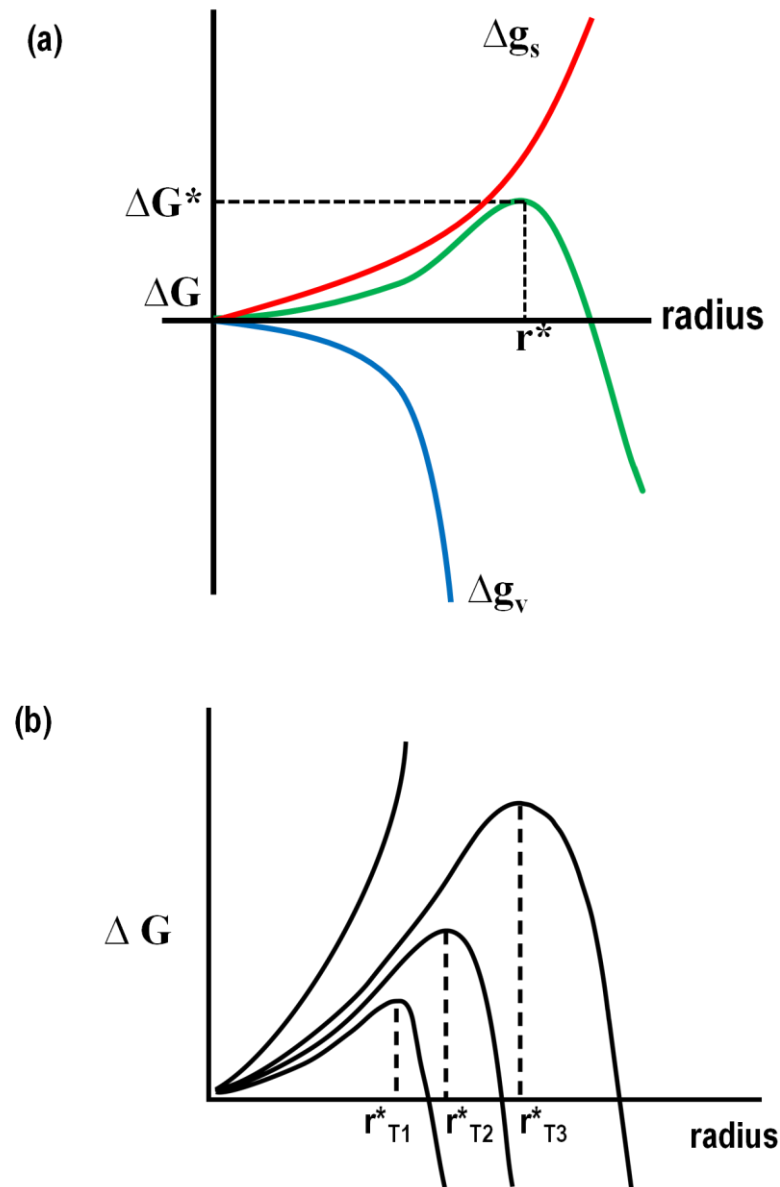 (a)
Δgs
ΔG*
ΔG
radius
r*
Δgv
(b)
Δ G
r*T1 r*T2 r*T3
radius